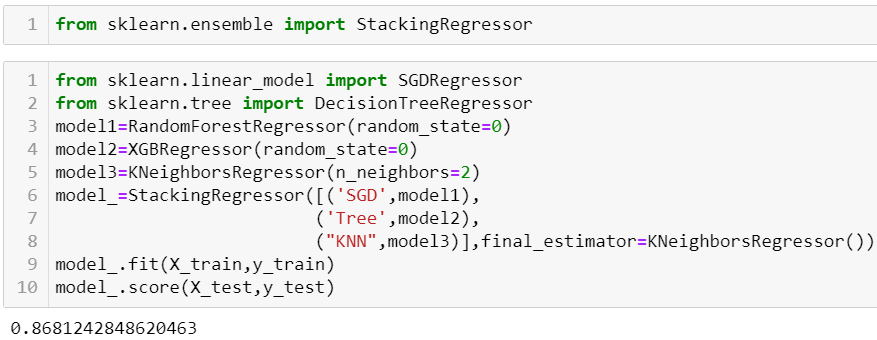 1 from sklearn.ensemble import StackingRegressor
1 from sklearn.linear_model import SGDRegressor
2 from sklearn.tree import DecisionTreeRegressor
3 model1=RandomForestRegressor(random_state=0)
4 model2=XGBRegressor(random_state=0)
5 model3=KNeighborsRegressor(n_neighbors=2)
6 model_=StackingRegressor([('SGD',model1),
7                         ('Tree',model2),
8                         ("KNN",model3)],final_estimator=KNeighborsRegressor())
9 model_.fit(X_train,y_train)
10 model_.score(X_test,y_test)
0.8681242848620463